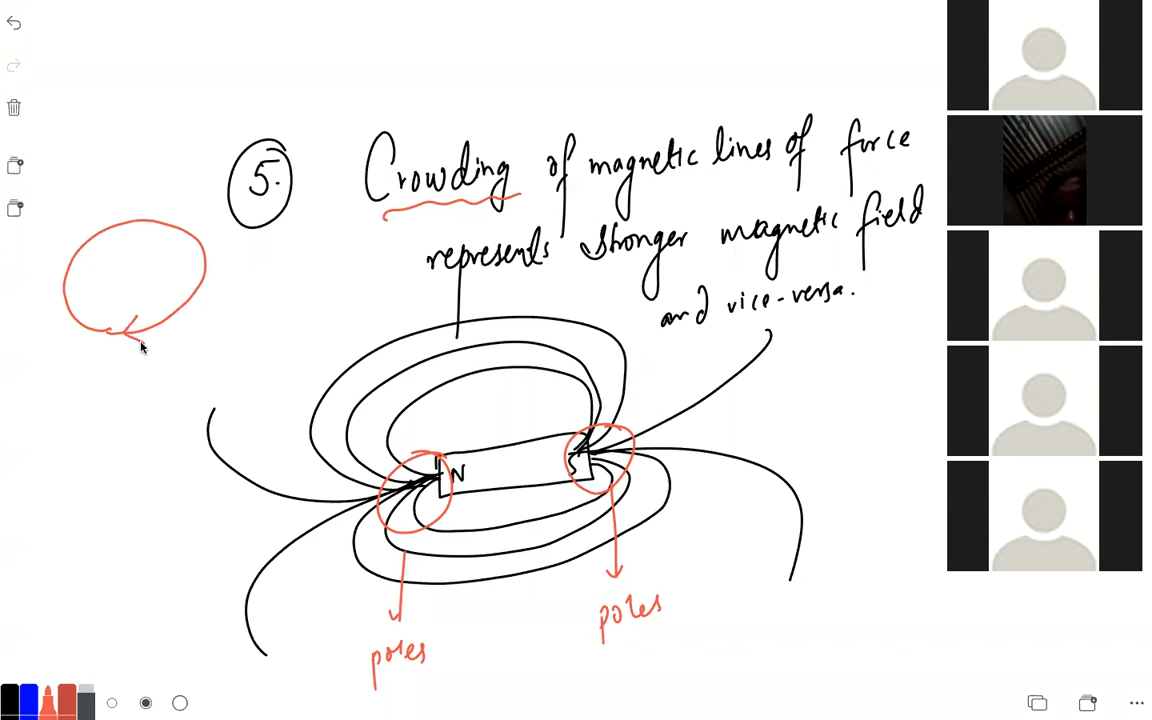 5.
Crowding of magnetic lines of force
represents stronger magnetic field
and vice-versa.
N
S
poles
poles